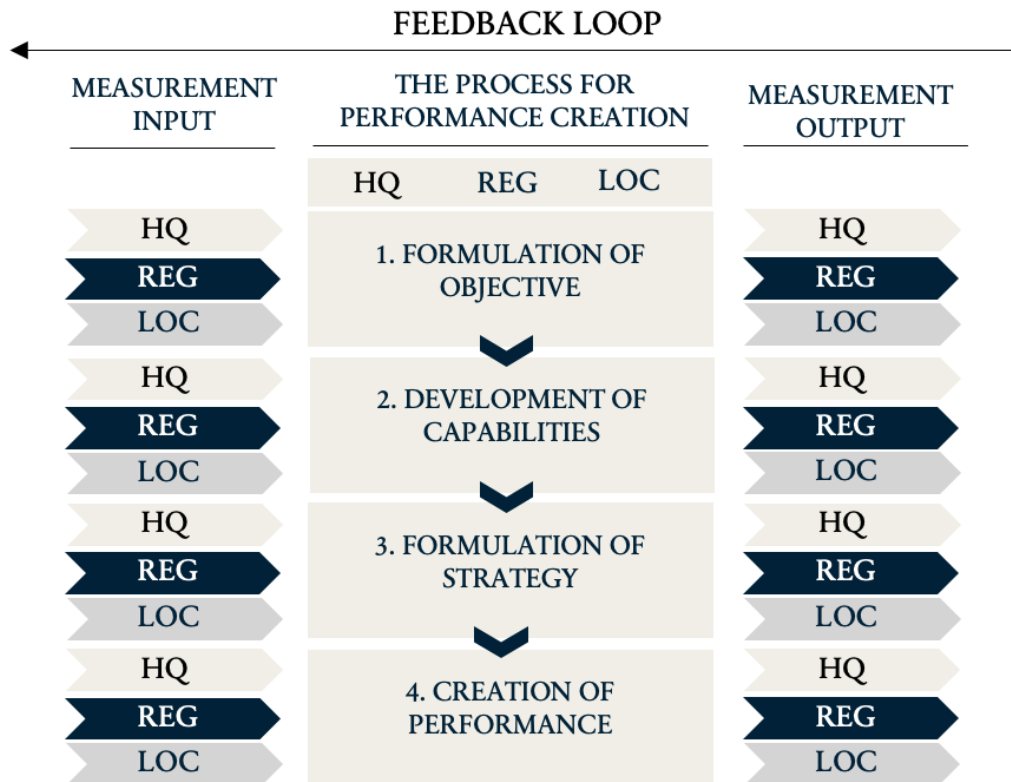 FEEDBACK LOOP
MEASUREMENT
INPUT
THE PROCESS FOR
PERFORMANCE CREATION
MEASUREMENT
OUTPUT
HQ REG LOC
HQ
REG
LOC
1. FORMULATION OF
OBJECTIVE
HQ
REG
LOC
HQ
REG
LOC
2. DEVELOPMENT OF
CAPABILITIES
HQ
REG
LOC
HQ
REG
LOC
3. FORMULATION OF
STRATEGY
HQ
REG
LOC
HQ
REG
LOC
4. CREATION OF
PERFORMANCE
HQ
REG
LOC